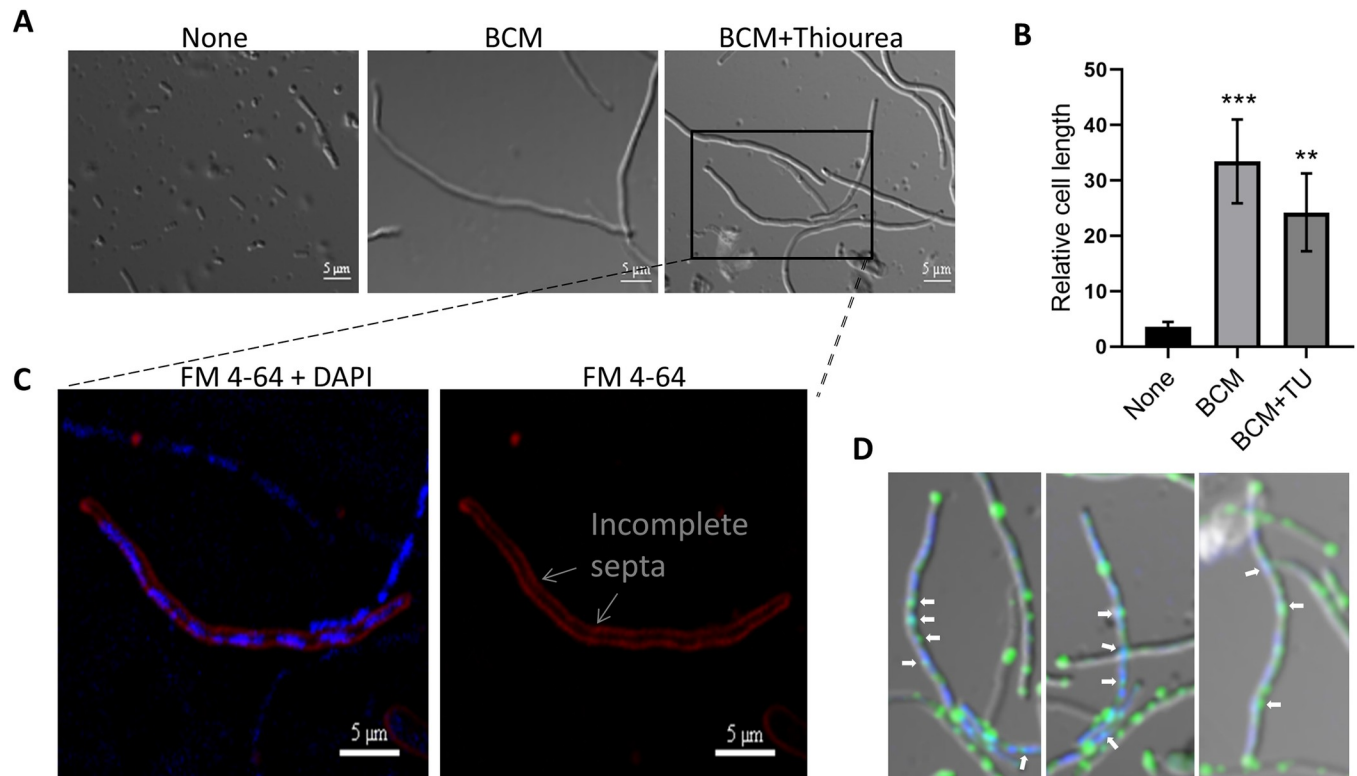 A
None
BCM
BCM+Thiourea
5 µm
5 µm
5 µm
B
50
40
30
20
10
0
Relative cell length
***
**
None
BCM
BCM+TU
C
FM 4-64 + DAPI
FM 4-64
Incomplete
septa
5 µm
5 µm
D